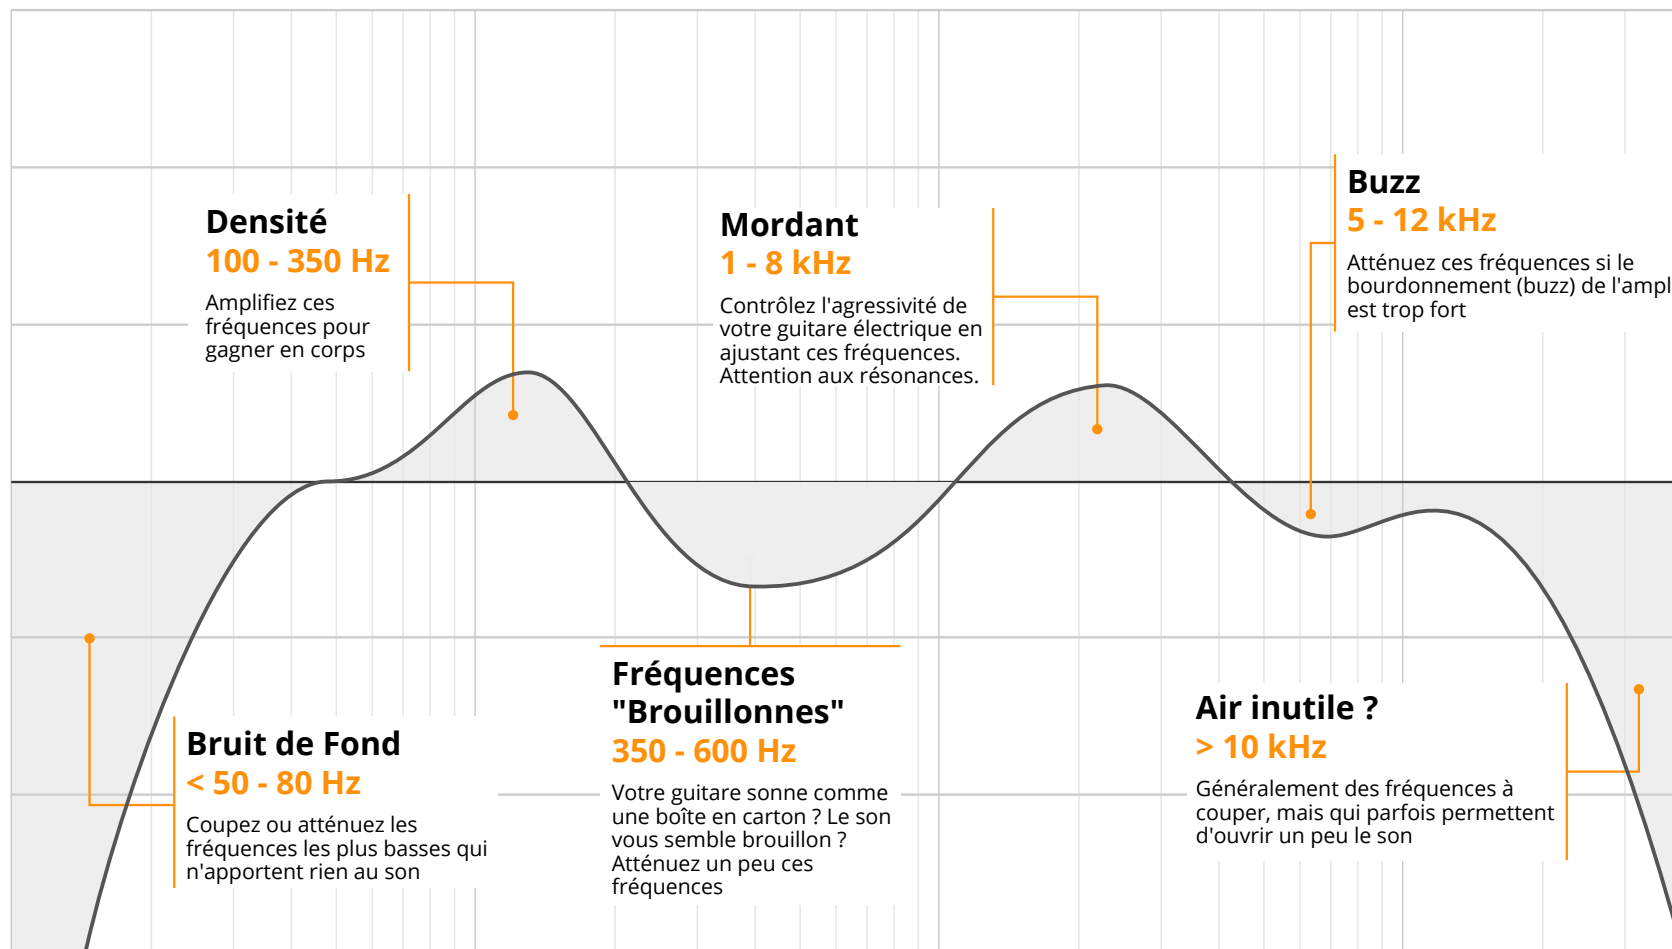 Densité
100 - 350 Hz
Amplifiez ces
fréquences pour
gagner en corps
Mordant
1 - 8 kHz
Contrôlez l'agressivité de
votre guitare électrique en
ajustant ces fréquences.
Attention aux résonances.
Buzz
5 - 12 kHz
Atténuez ces fréquences si le
bourdonnement (buzz) de l'ampl
est trop fort
Bruit de Fond
< 50 - 80 Hz
Coupez ou atténuez les
fréquences les plus basses qui
n'apportent rien au son
Fréquences
"Brouillonnes"
350 - 600 Hz
Votre guitare sonne comme
une boîte en carton ? Le son
vous semble brouillon ?
Atténuez un peu ces
fréquences
Air inutile ?
> 10 kHz
Généralement des fréquences à
couper, mais qui parfois permettent
d'ouvrir un peu le son